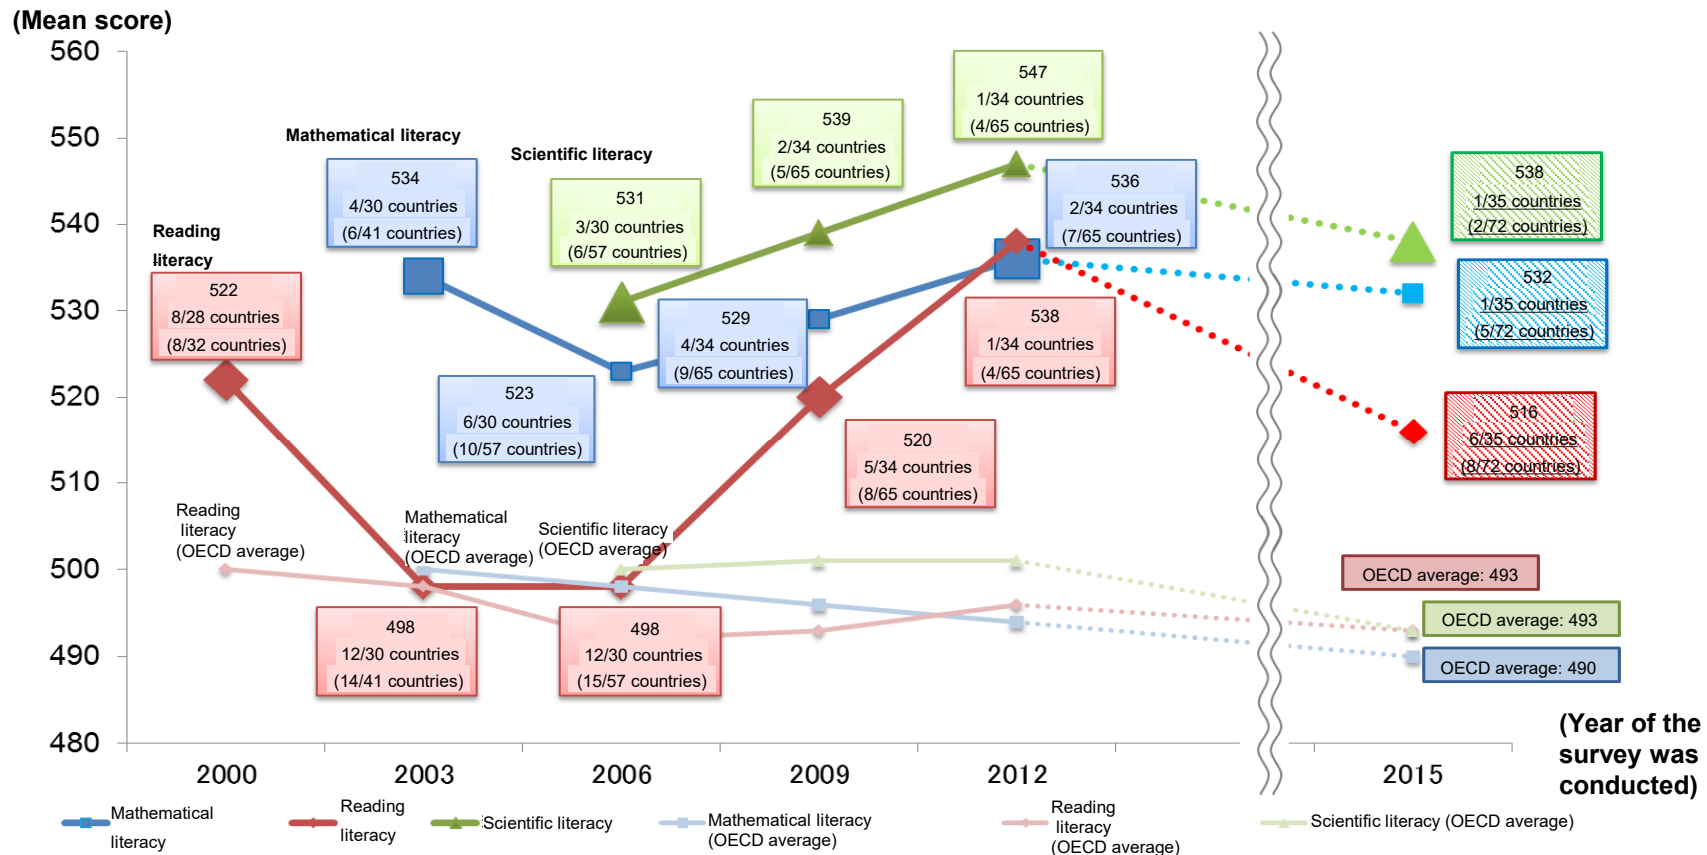 (Mean score)
560
550
540
530
520
510
500
490
480
Mathematical literacy
Scientific literacy
Reading
literacy
522
8/28 countries
(8/32 countries)
534
4/30 countries
(6/41 countries)
531
3/30 countries
(6/57 countries)
539
2/34 countries
(5/65 countries)
547
1/34 countries
(4/65 countries)
536
2/34 countries
(7/65 countries)
538
1/35 countries
(2/72 countries)
532
1/35 countries
(5/72 countries)
516
6/35 countries
(8/72 countries)
523
6/30 countries
(10/57 countries)
529
4/34 countries
(9/65 countries)
538
1/34 countries
(4/65 countries)
520
5/34 countries
(8/65 countries)
Reading
literacy
(OECD average)
Mathematical
literacy
(OECD average)
Scientific literacy
(OECD average)
498
12/30 countries
(14/41 countries)
498
12/30 countries
(15/57 countries)
OECD average: 493
OECD average: 493
OECD average: 490
2000
2003
2006
2009
2012
2015
(Year of the
survey was
conducted)
Mathematical
literacy
Reading
literacy
Scientific literacy
Mathematical literacy
(OECD average)
Reading
literacy
(OECD average)
Scientific literacy (OECD average)